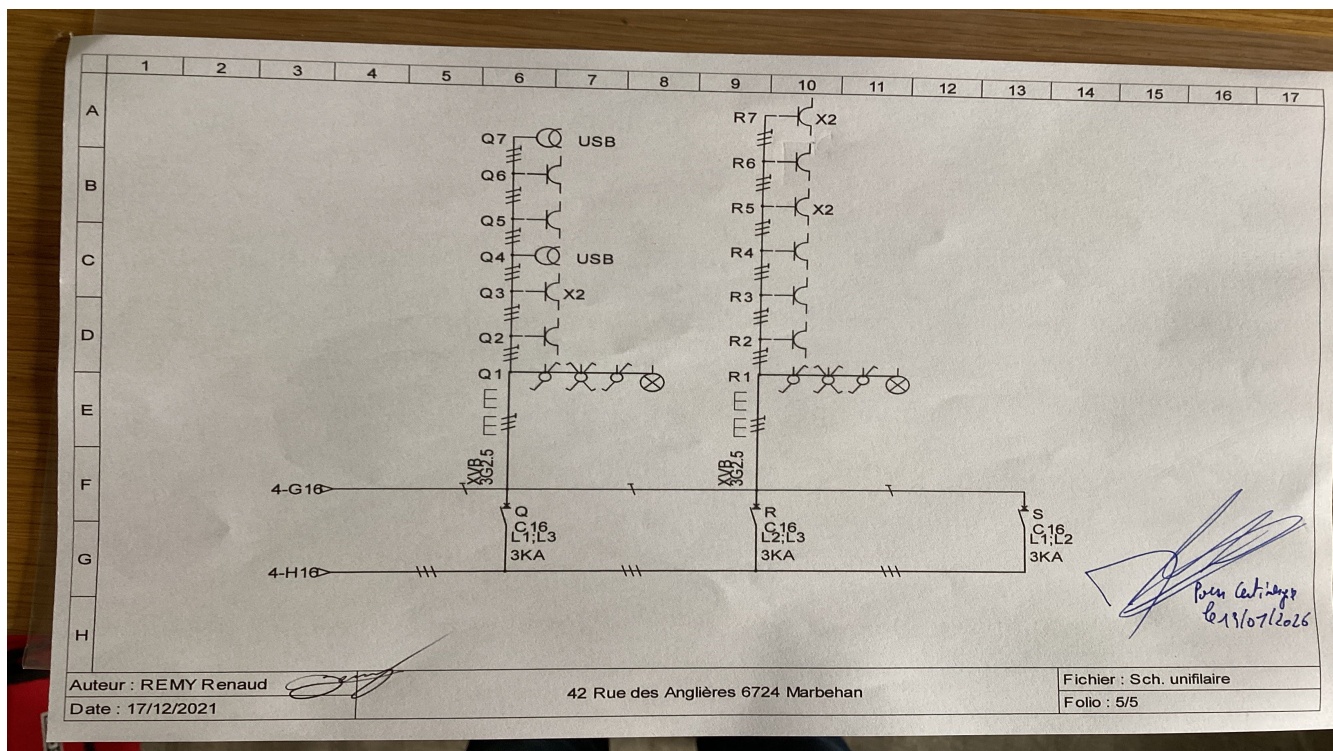 1 2 3 4 5 6 7 8 9 10 11 12 13 14 15 16 17
A
B
C
D
E
F
G
H
Q7 USB
Q6
Q5
Q4 USB
Q3 X2
Q2
Q1
XVB
3G2.5
R7 X2
R6
R5 X2
R4
R3
R2
R1
XVB
3G2.5
4-G16
4-H16
Q
C 16
L1;L3
3KA
R
C 16
L2;L3
3KA
S
C 16
L1;L2
3KA
Pour
le 19/01/2026
Auteur : REMY Renaud
Date : 17/12/2021
42 Rue des Anglières 6724 Marbehan
Fichier : Sch. unifilaire
Folio : 5/5